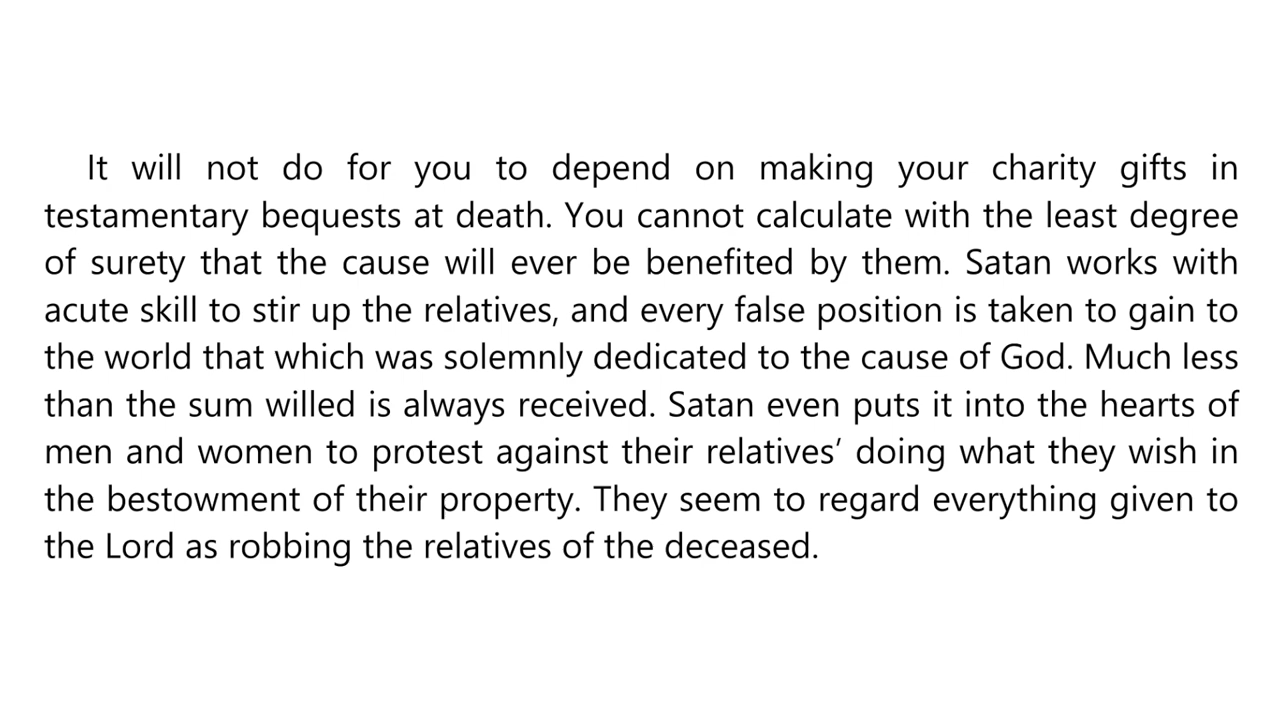 It will not do for you to depend on making your charity gifts in
testamentary bequests at death. You cannot calculate with the least degree
of surety that the cause will ever be benefited by them. Satan works with
acute skill to stir up the relatives, and every false position is taken to gain to
the world that which was solemnly dedicated to the cause of God. Much less
than the sum willed is always received. Satan even puts it into the hearts of
men and women to protest against their relatives’ doing what they wish in
the bestowment of their property. They seem to regard everything given to
the Lord as robbing the relatives of the deceased.